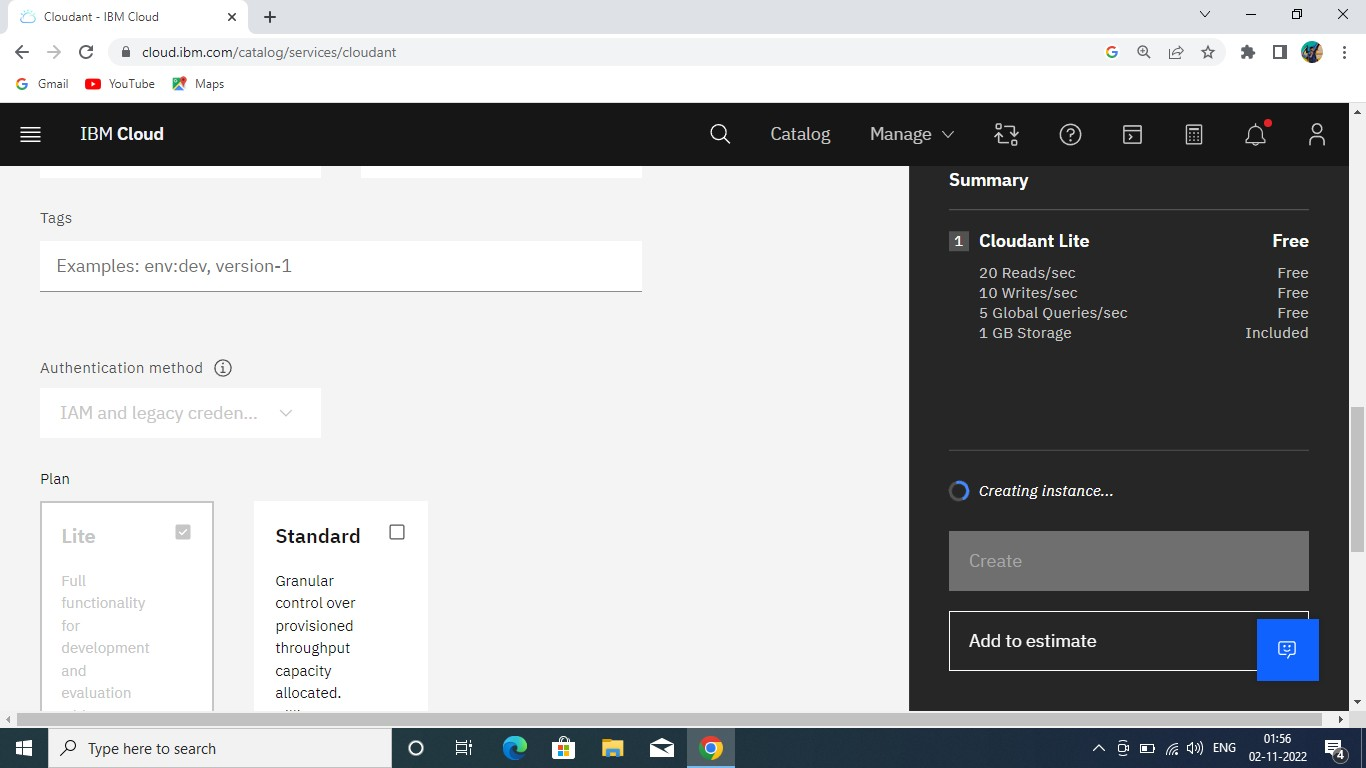 Cloudant - IBM Cloud
cloud.ibm.com/catalog/services/cloudant
Gmail YouTube Maps
IBM Cloud Catalog Manage
Tags
Examples: env:dev, version-1
Authentication method
IAM and legacy creden...
Plan
Lite
Full
functionality
for
development
and
evaluation
Standard
Granular
control over
provisioned
throughput
capacity
allocated.
Summary
1 Cloudant Lite Free
20 Reads/sec Free
10 Writes/sec Free
5 Global Queries/sec Free
1 GB Storage Included
Creating instance...
Create
Add to estimate
Type here to search
ENG
01:56
02-11-2022
4